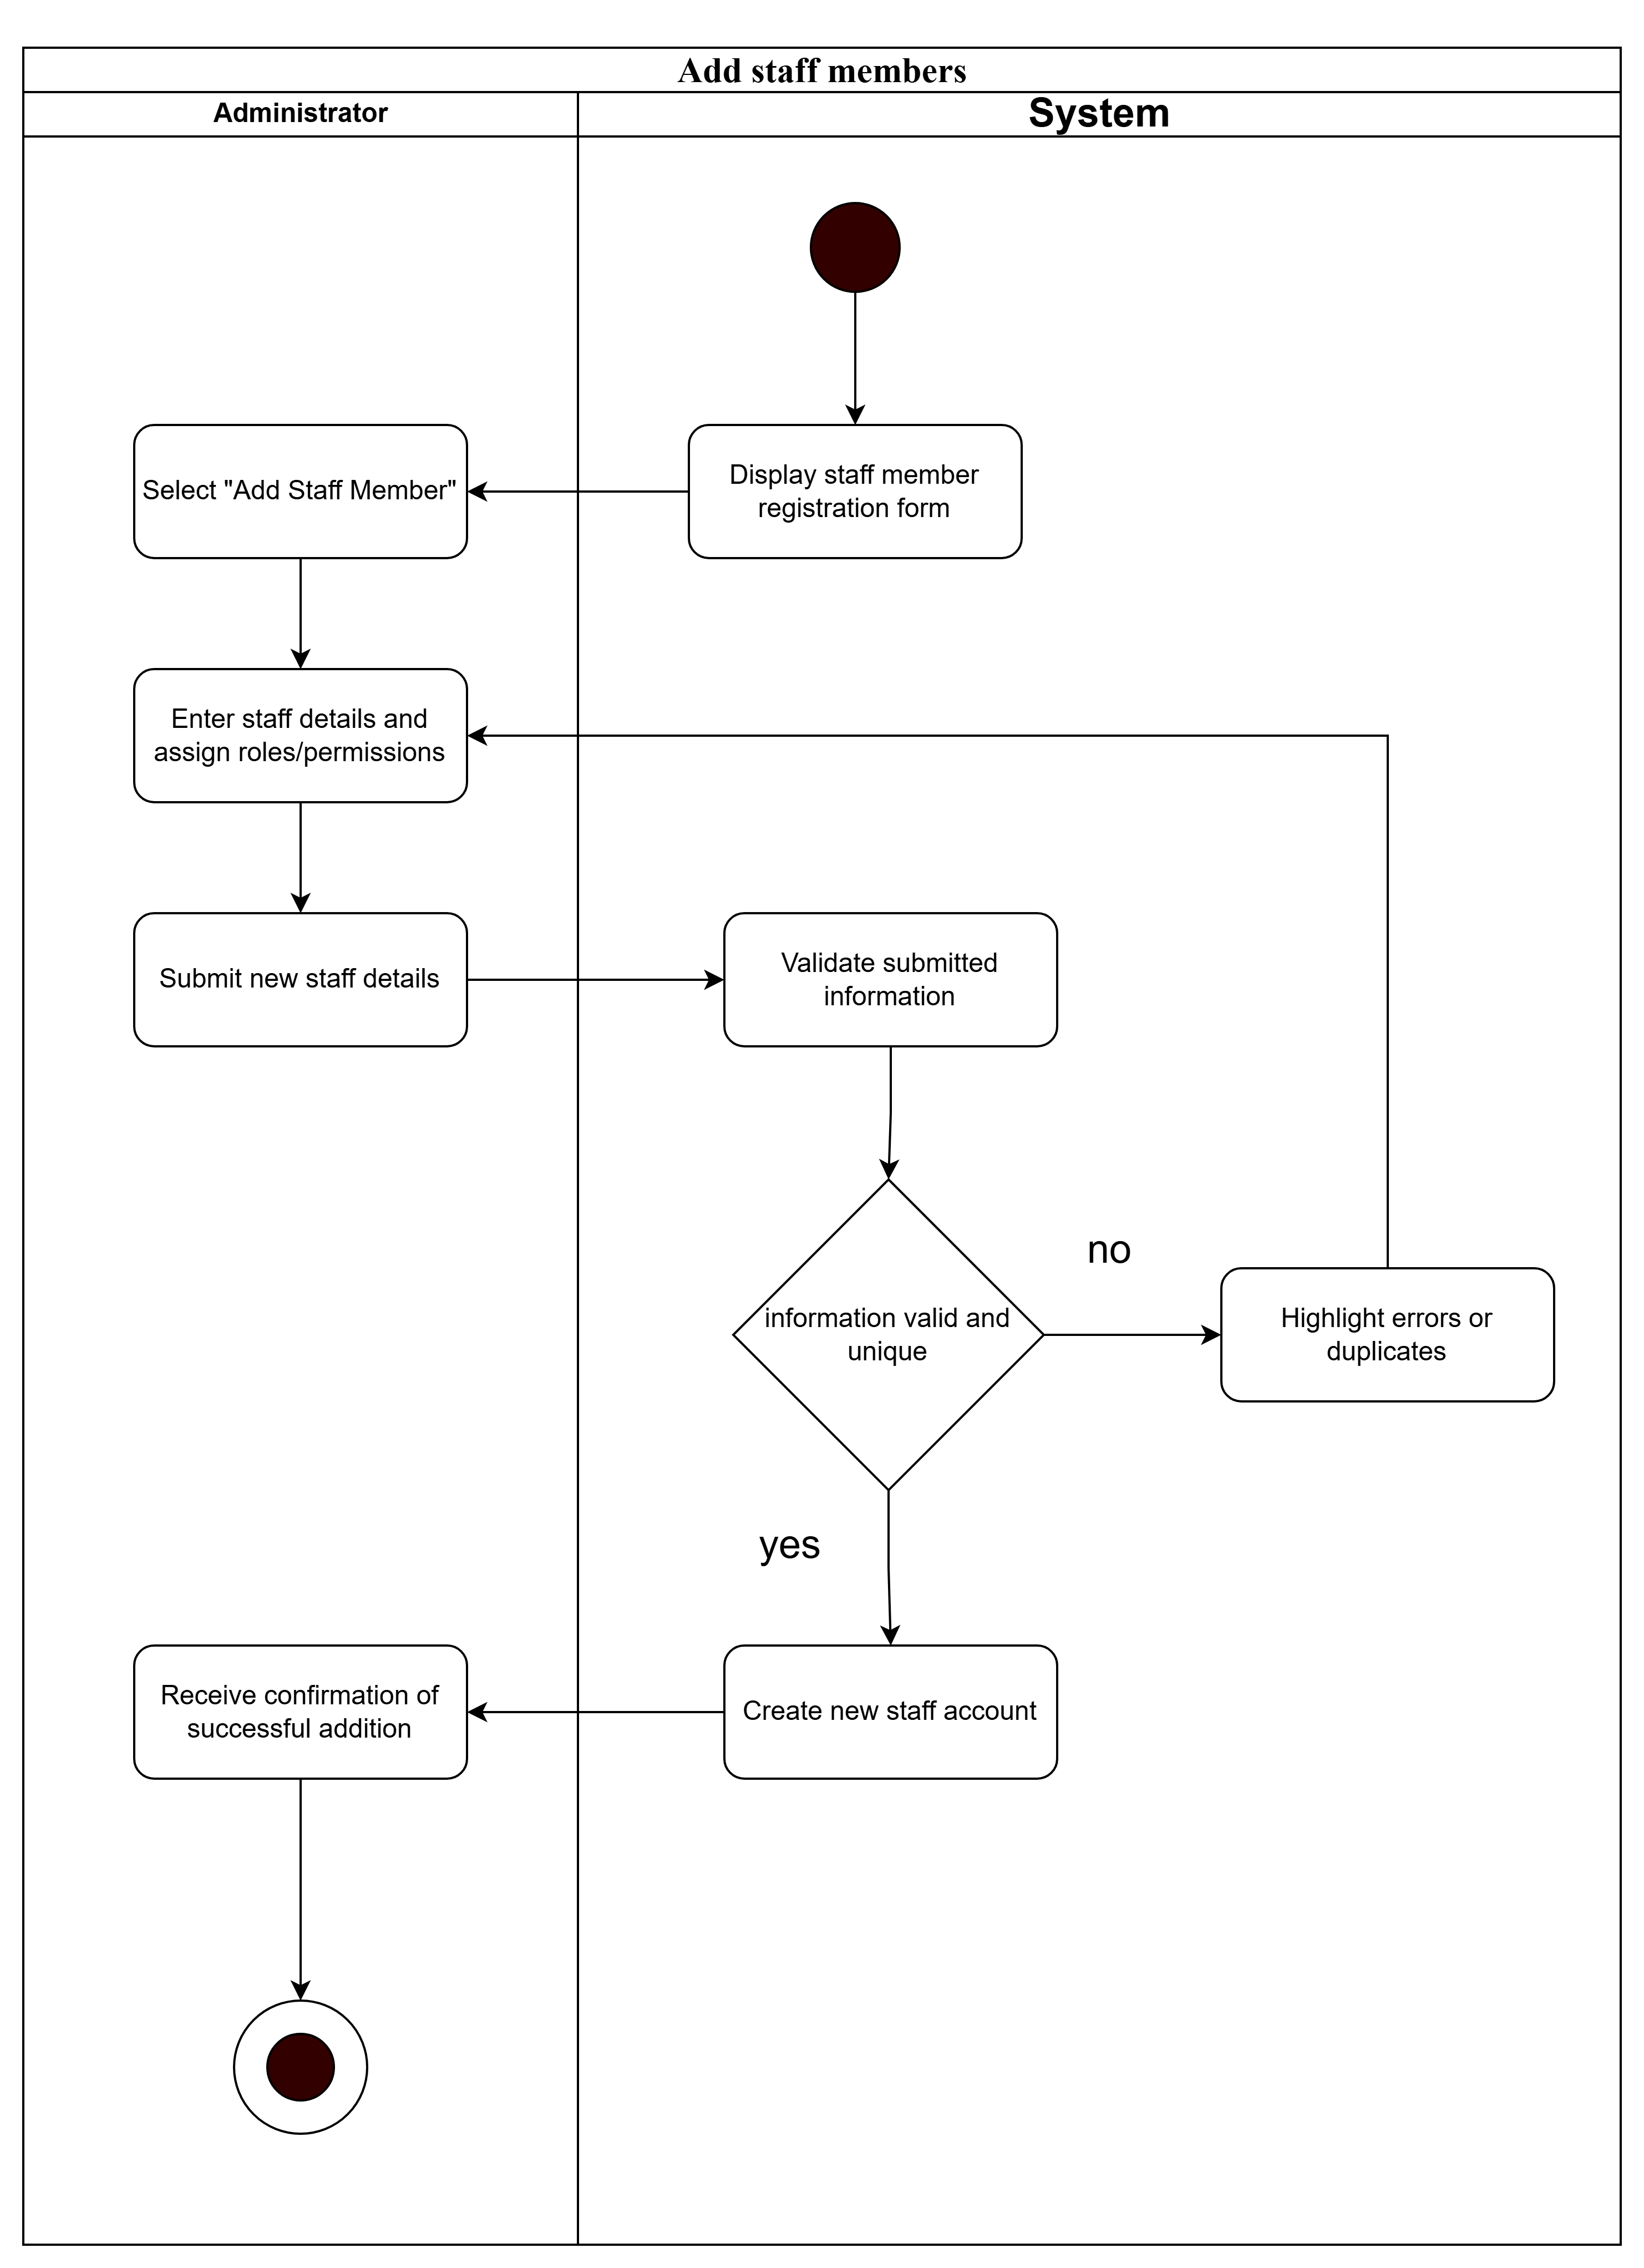 Add staff members
Administrator
System
Select "Add Staff Member"
Display staff member
registration form
Enter staff details and
assign roles/permissions
Submit new staff details
Validate submitted
information
no
information valid and
unique
Highlight errors or
duplicates
yes
Receive confirmation of
successful addition
Create new staff account